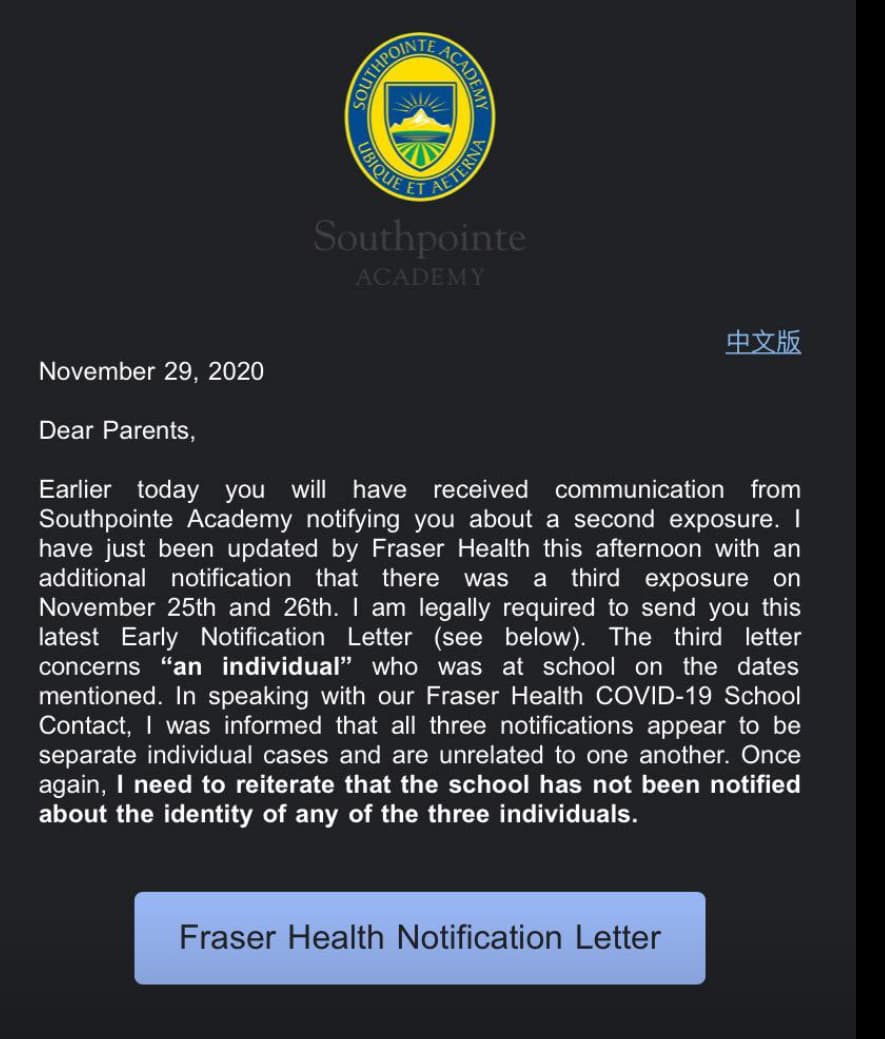 SOUTHPOINTE ACADEMY
UBIQUE ET AETERNA
Southpointe
ACADEMY
中文版
November 29, 2020
Dear Parents,
Earlier today you will have received communication from
Southpointe Academy notifying you about a second exposure. I
have just been updated by Fraser Health this afternoon with an
additional notification that there was a third exposure on
November 25th and 26th. I am legally required to send you this
latest Early Notification Letter (see below). The third letter
concerns “an individual” who was at school on the dates
mentioned. In speaking with our Fraser Health COVID-19 School
Contact, I was informed that all three notifications appear to be
separate individual cases and are unrelated to one another. Once
again, I need to reiterate that the school has not been notified
about the identity of any of the three individuals.
Fraser Health Notification Letter